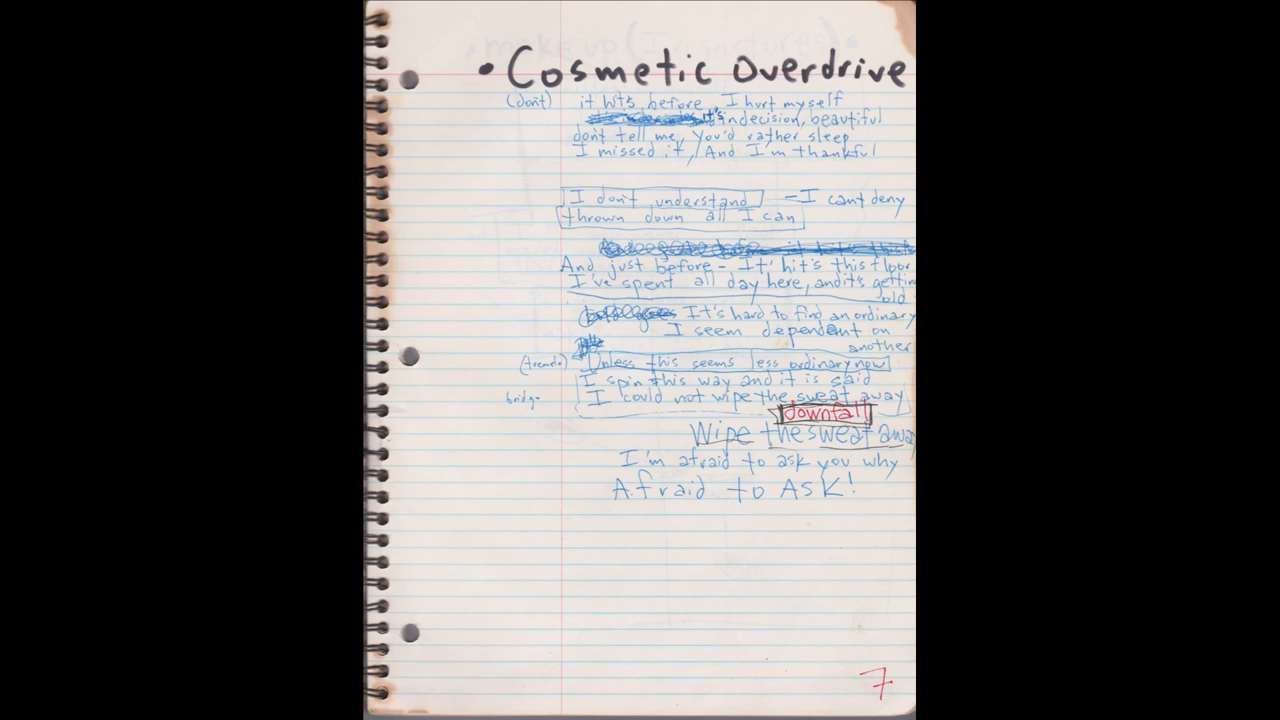 • Cosmetic Overdrive
(don't) it hits before, I hurt myself
it's indecision, beautiful
don't tell me, You'd rather sleep
I missed it, And I'm thankful
I don't understand - I can't deny
thrown down all I can
And just before - It' hit's this floor
I've spent all day here, and it's gettin
old
It's hard to find an ordinary
I seem dependent on
another
Unless this seems less ordinary now
I spin this way and it is said
bridge I could not wipe the sweat away
downfall
Wipe the sweat away
I'm afraid to ask you why
Afraid to ASK!
7